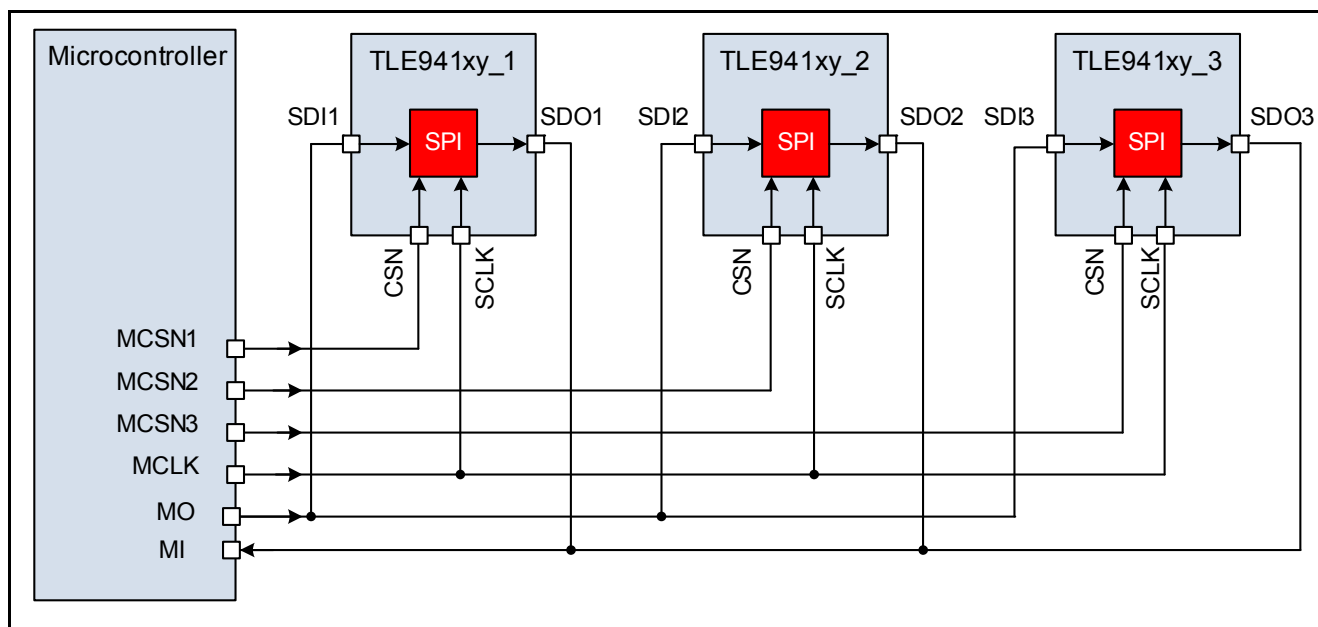 Microcontroller
TLE941xy_1
TLE941xy_2
TLE941xy_3
SDI1
SPI
SDO1
SDI2
SPI
SDO2
SDI3
SPI
SDO3
CSN
SCLK
CSN
SCLK
CSN
SCLK
MCSN1
MCSN2
MCSN3
MCLK
MO
MI